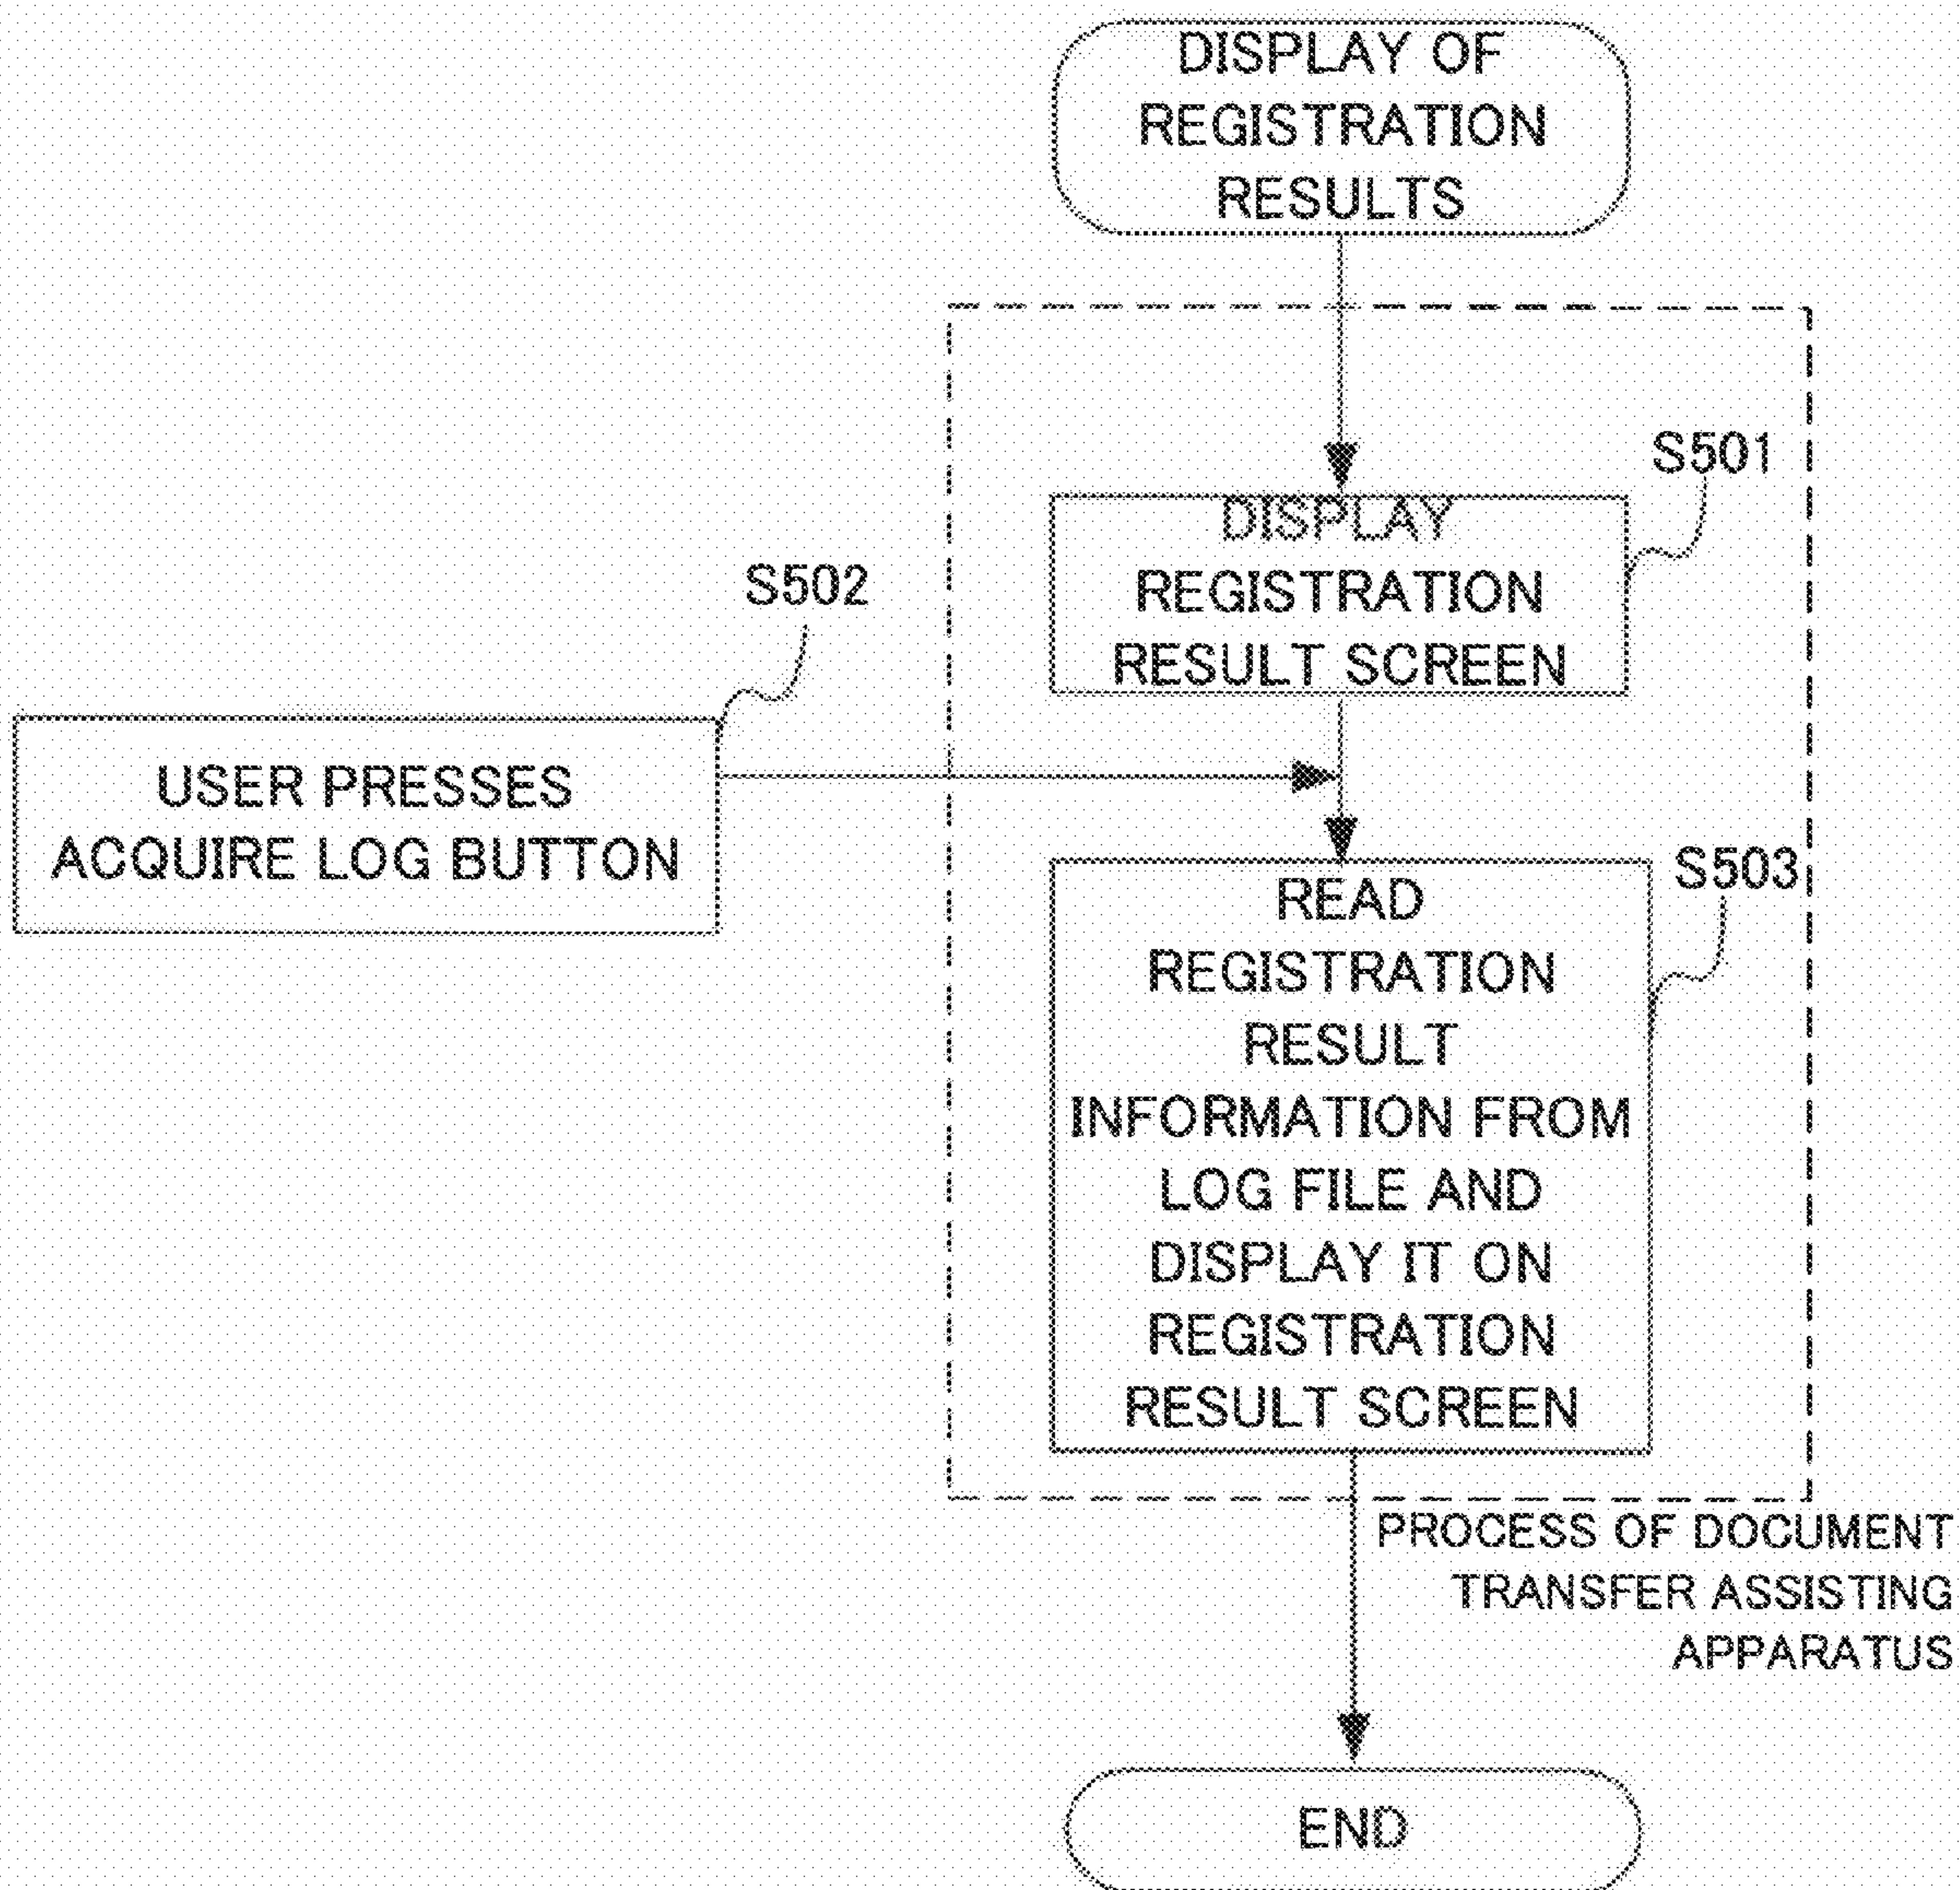 DISPLAY OF
REGISTRATION
RESULTS
S501
DISPLAY
REGISTRATION
RESULT SCREEN
S502
USER PRESSES
ACQUIRE LOG BUTTON
S503
READ
REGISTRATION
RESULT
INFORMATION FROM
LOG FILE AND
DISPLAY IT ON
REGISTRATION
RESULT SCREEN
PROCESS OF DOCUMENT
TRANSFER ASSISTING
APPARATUS
END